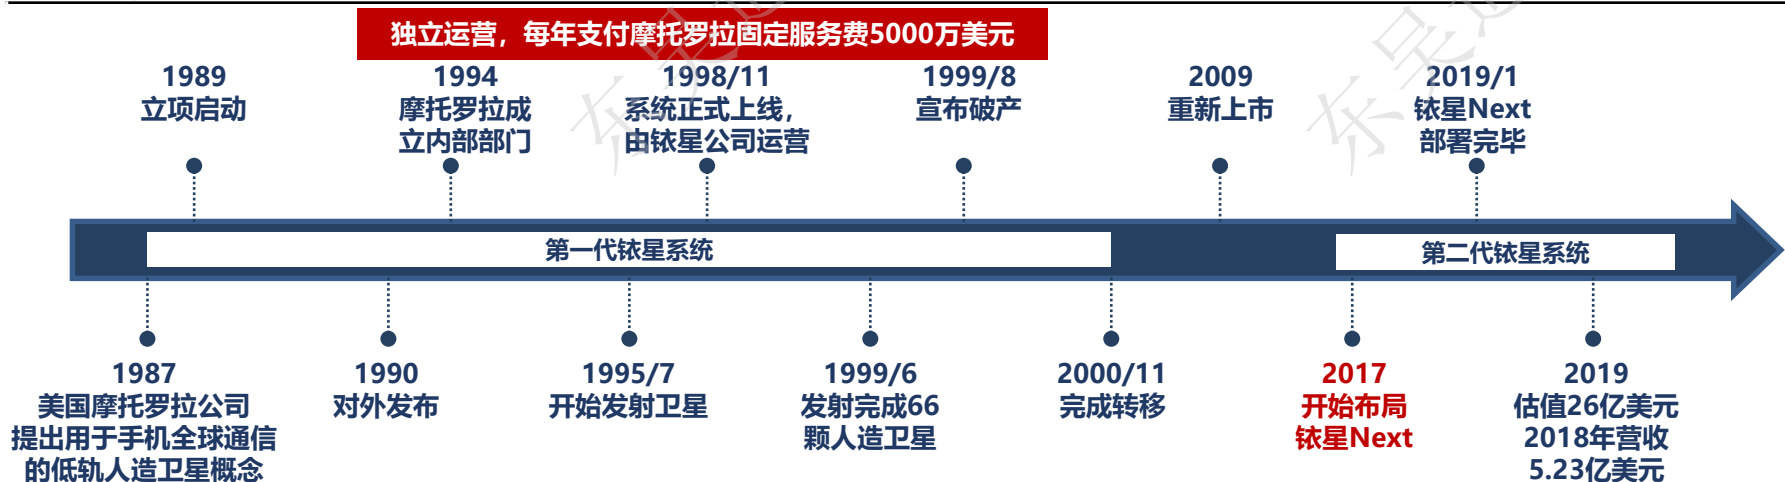 独立运营，每年支付摩托罗拉固定服务费5000万美元
1989
立项启动
1994
摩托罗拉成
立内部部门
1998/11
系统正式上线，
由铱星公司运营
1999/8
宣布破产
2009
重新上市
2019/1
铱星Next
部署完毕
第一代铱星系统
第二代铱星系统
1987
美国摩托罗拉公司
提出用于手机全球通信
的低轨人造卫星概念
1990
对外发布
1995/7
开始发射卫星
1999/6
发射完成66
颗人造卫星
2000/11
完成转移
2017
开始布局
铱星Next
2019
估值26亿美元
2018年营收
5.23亿美元
东吴
东吴